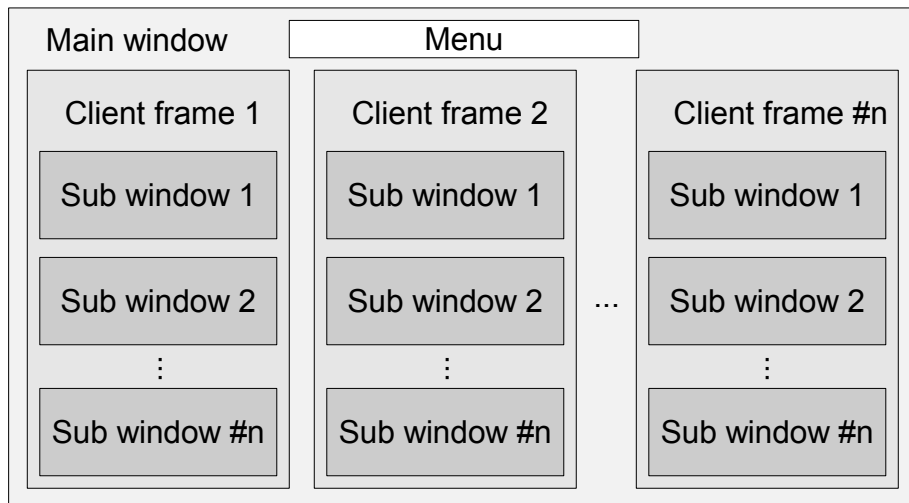 Main window
Menu
Client frame 1
Sub window 1
Sub window 2
⋮
Sub window #n
Client frame 2
Sub window 1
Sub window 2
⋮
Sub window #n
...
Client frame #n
Sub window 1
Sub window 2
⋮
Sub window #n